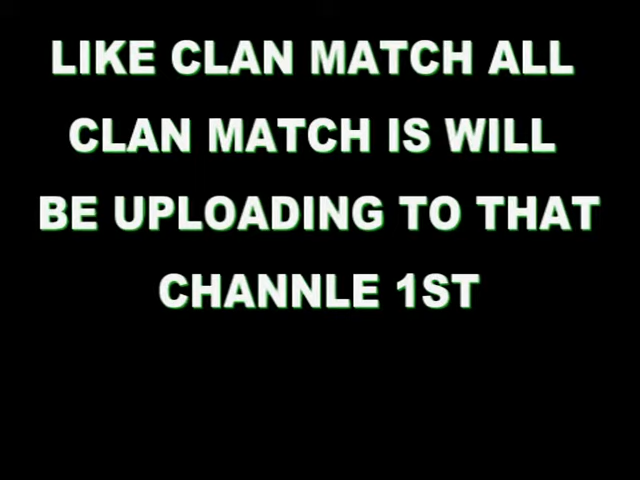 LIKE CLAN MATCH ALL
CLAN MATCH IS WILL
BE UPLOADING TO THAT
CHANNLE 1ST